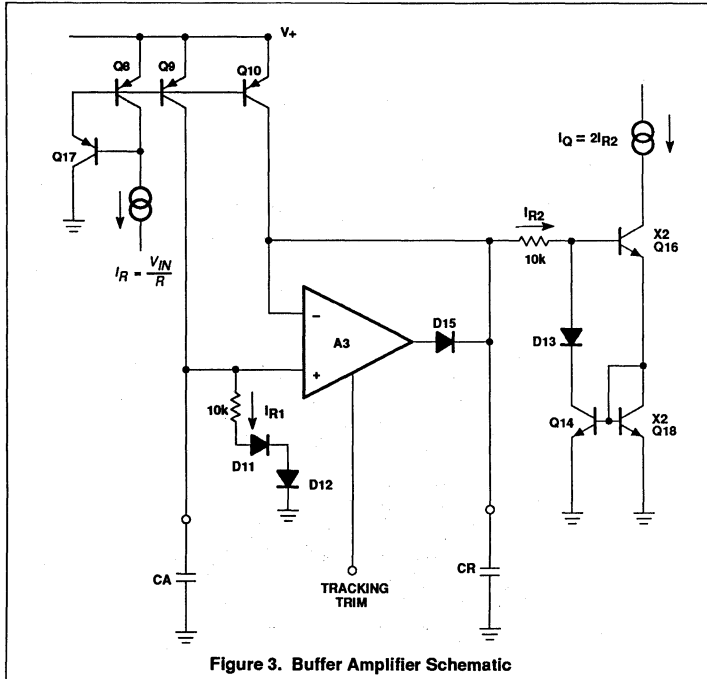 V+
Q8
Q9
Q10
Q17
I_Q = 2I_R2
I_R2
10k
X2
Q16
I_R = V_IN/R
−
A3
+
D15
D13
10k
I_R1
D11
D12
Q14
X2
Q18
CA
TRACKING
TRIM
CR
Figure 3. Buffer Amplifier Schematic